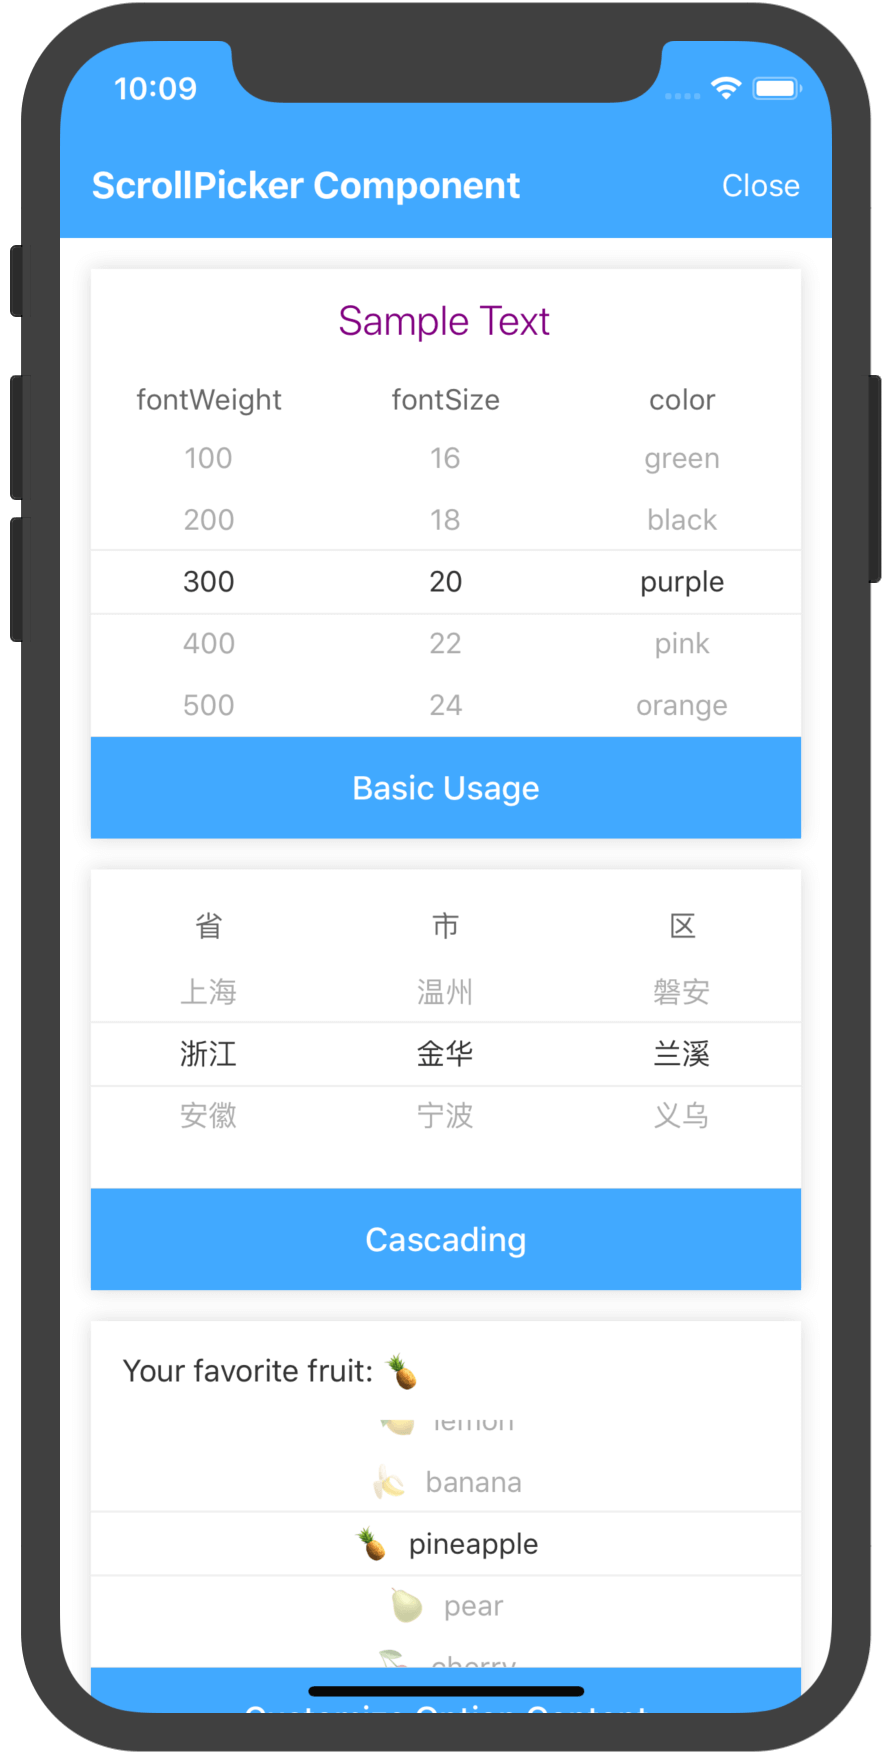 10:09
ScrollPicker Component Close
Sample Text
fontWeight fontSize color
100 16 green
200 18 black
300 20 purple
400 22 pink
500 24 orange
Basic Usage
省 市 区
上海 温州 磐安
浙江 金华 兰溪
安徽 宁波 义乌
Cascading
Your favorite fruit:
lemon
banana
pineapple
pear
cherry
Customize Option Content